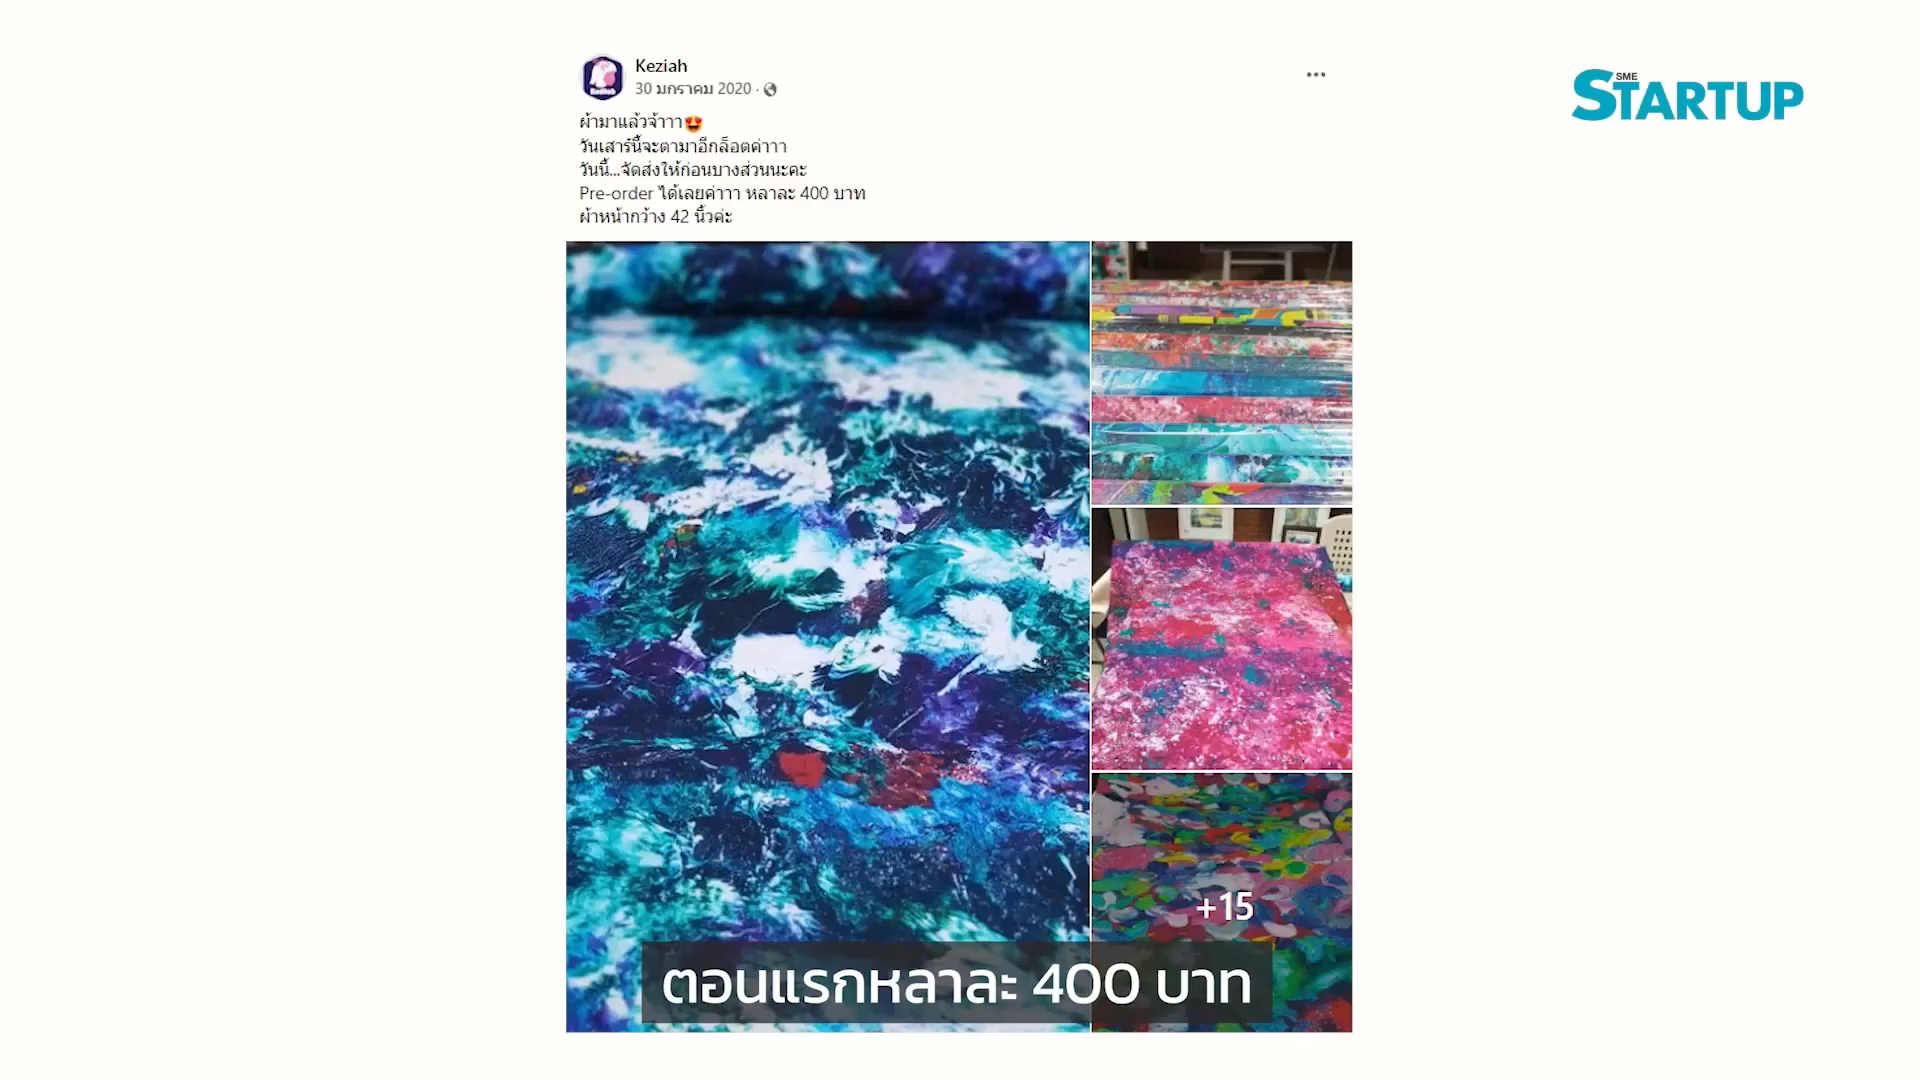 Keziah
30 มกราคม 2020 ·
ผ้ามาแล้วจ้าาา
วันเสาร์นี้จะตามาอีกล็อตค่าาา
วันนี้...จัดส่งให้ก่อนบางส่วนนะคะ
Pre-order ได้เลยค่าาา หลาละ 400 บาท
ผ้าหน้ากว้าง 42 นิ้วค่ะ
SME
STARTUP
+15
ตอนแรกหลาละ 400 บาท